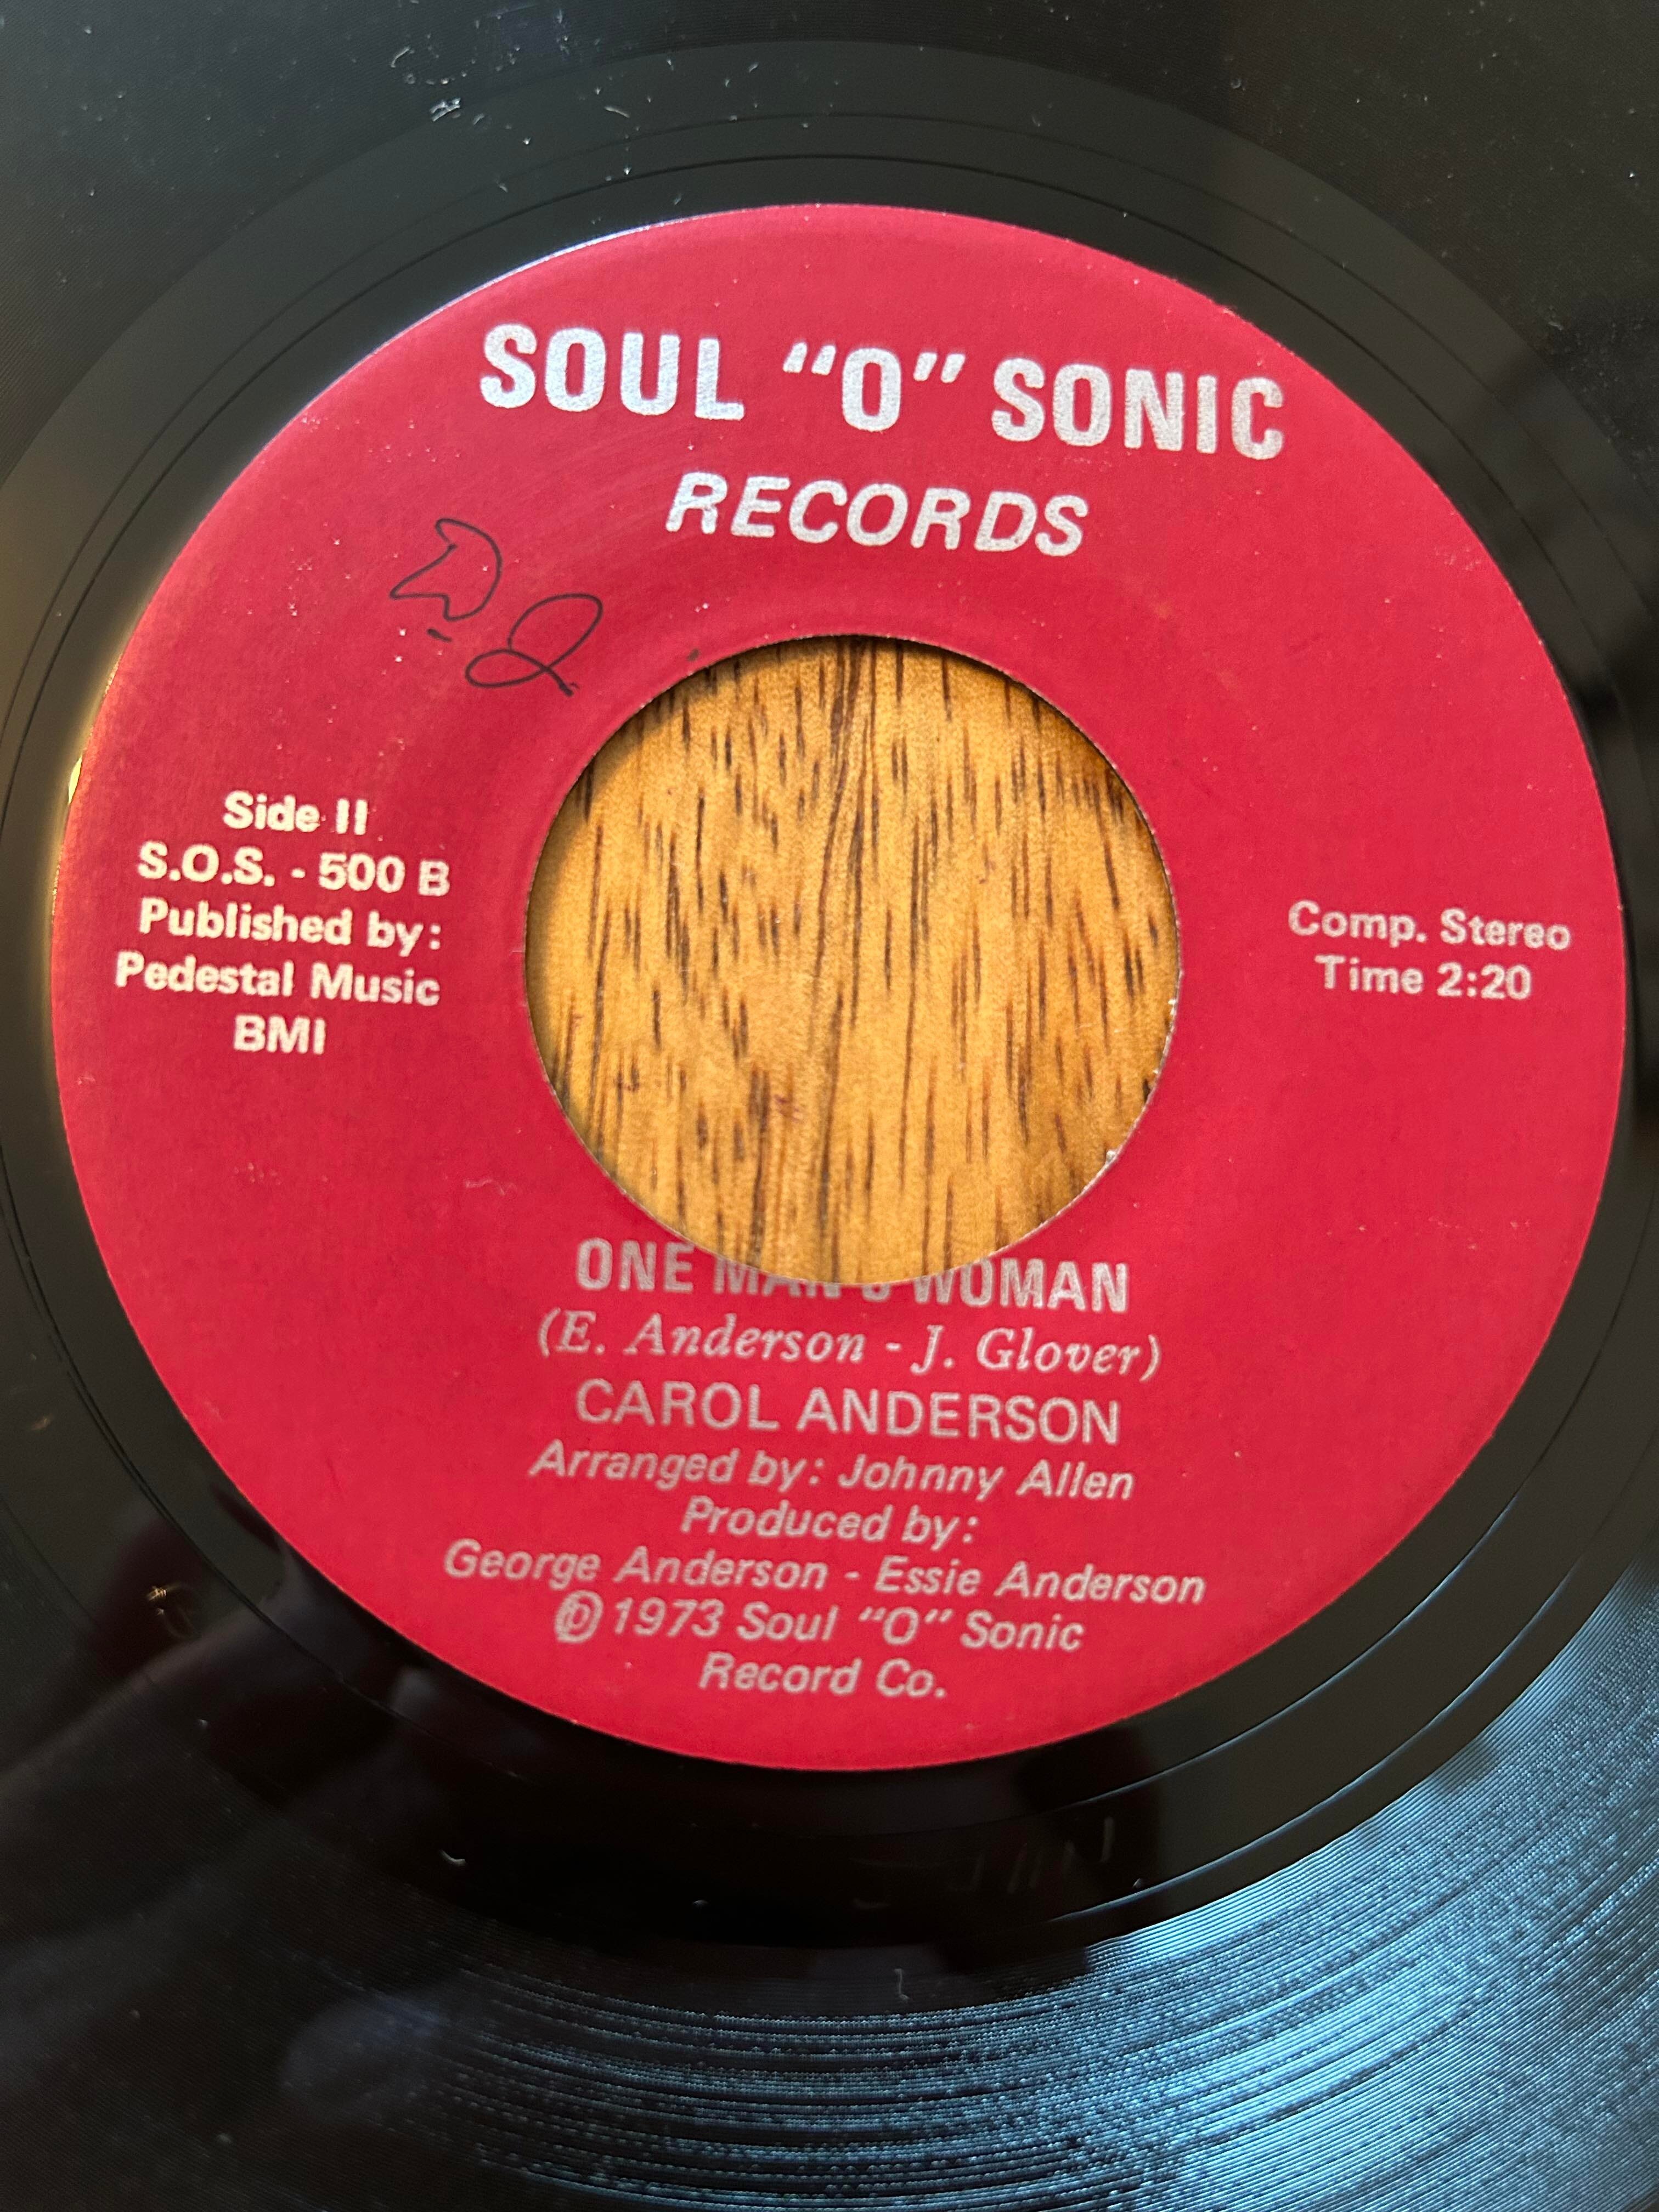 SOUL "O" SONIC
RECORDS
Side II
S.O.S. - 500 B
Published by:
Pedestal Music
BMI
Comp. Stereo
Time 2:20
ONE MAN'S WOMAN
(E. Anderson - J. Glover)
CAROL ANDERSON
Arranged by: Johnny Allen
Produced by:
George Anderson - Essie Anderson
℗ 1973 Soul "O" Sonic
Record Co.